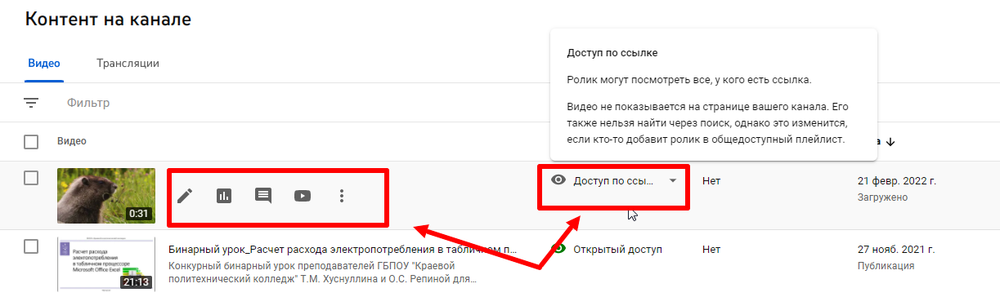 Контент на канале
Видео
Трансляции
Фильтр
Доступ по ссылке
Ролик могут посмотреть все, у кого есть ссылка.
Видео не показывается на странице вашего канала. Его
также нельзя найти через поиск, однако это изменится,
если кто-то добавит ролик в общедоступный плейлист.
Видео
0:31
Доступ по ссы...
Нет
21 февр. 2022 г.
Загружено
Расчет расхода
электропотребления
в табличном процессоре
Microsoft Office Excel
21:13
Бинарный урок_Расчет расхода электропотребления в табличном п...
Конкурный бинарный урок преподавателей ГБПОУ "Краевой
политехнический колледж" Т.М. Хуснуллина и О.С. Репиной для...
Открытый доступ
Нет
27 нояб. 2021 г.
Публикация